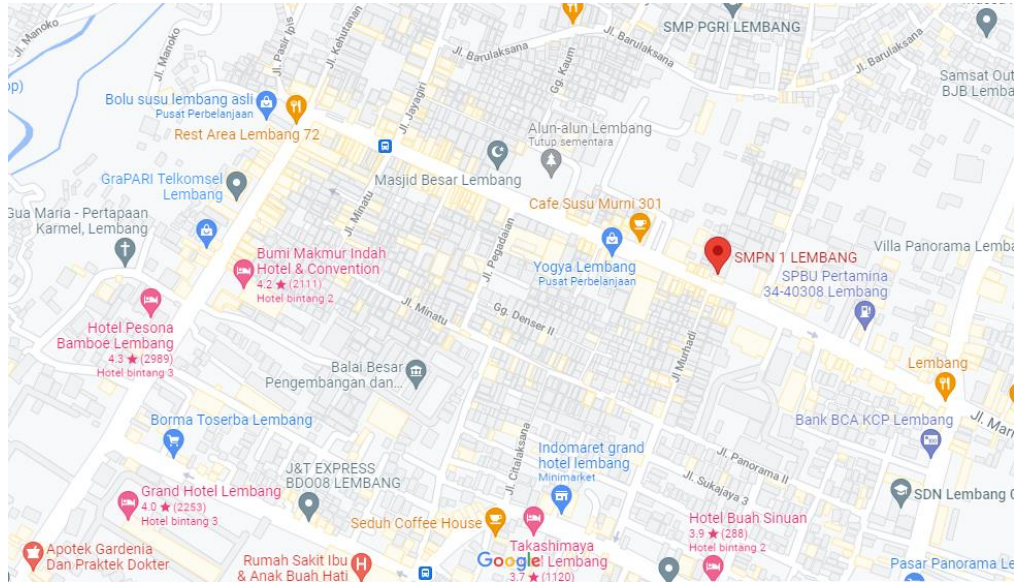 Jl. Manoko
Jl. Manoko
Jl. Pasir Ipis
Jl. Kehutanan
Jl. Barulaksana
Gg. Kaum
Jl. Barulaksana
SMP PGRI LEMBANG
Jl. Barulaksana
Samsat Out
BJB Lemba
op)
Bolu susu lembang asli
Pusat Perbelanjaan
Rest Area Lembang 72
Jl. Jayagiri
Alun-alun Lembang
Tutup sementara
Masjid Besar Lembang
GraPARI Telkomsel
Lembang
Jl. Minatu
Cafe Susu Murni 301
Gua Maria - Pertapaan
Karmel, Lembang
Jl. Pegadaian
Bumi Makmur Indah
Hotel & Convention
4.2 ★ (2111)
Hotel bintang 2
Yogya Lembang
Pusat Perbelanjaan
SMPN 1 LEMBANG
Villa Panorama Lemba
SPBU Pertamina
34-40308 Lembang
Jl. Minatu
Gg. Denser II
Hotel Pesona
Bamboe Lembang
4.3 ★ (2989)
Hotel bintang 3
Balai Besar
Pengembangan dan...
Jl. Murhadi
Lembang
Borma Toserba Lembang
Bank BCA KCP Lembang
Jl. Mar
Jl. Citalaksana
Indomaret grand
hotel lembang
Minimarket
Jl. Panorama II
Jl. Sukajaya 3
J&T EXPRESS
BDO08 LEMBANG
Grand Hotel Lembang
4.0 ★ (2253)
Hotel bintang 3
SDN Lembang
Seduh Coffee House
Hotel Buah Sinuan
3.9 ★ (288)
Hotel bintang 2
Apotek Gardenia
Dan Praktek Dokter
Rumah Sakit Ibu
& Anak Buah Hati
Google
Takashimaya
Lembang
3.7 ★ (1120)
Pasar Panorama Le